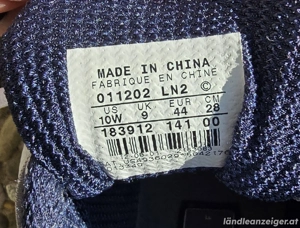 MADE IN CHINA
FABRIQUÉ EN CHINE
011202 LN2 ©
US UK EUR CM
10W 9 44 28
183912 141 00
ländleanzeiger.at